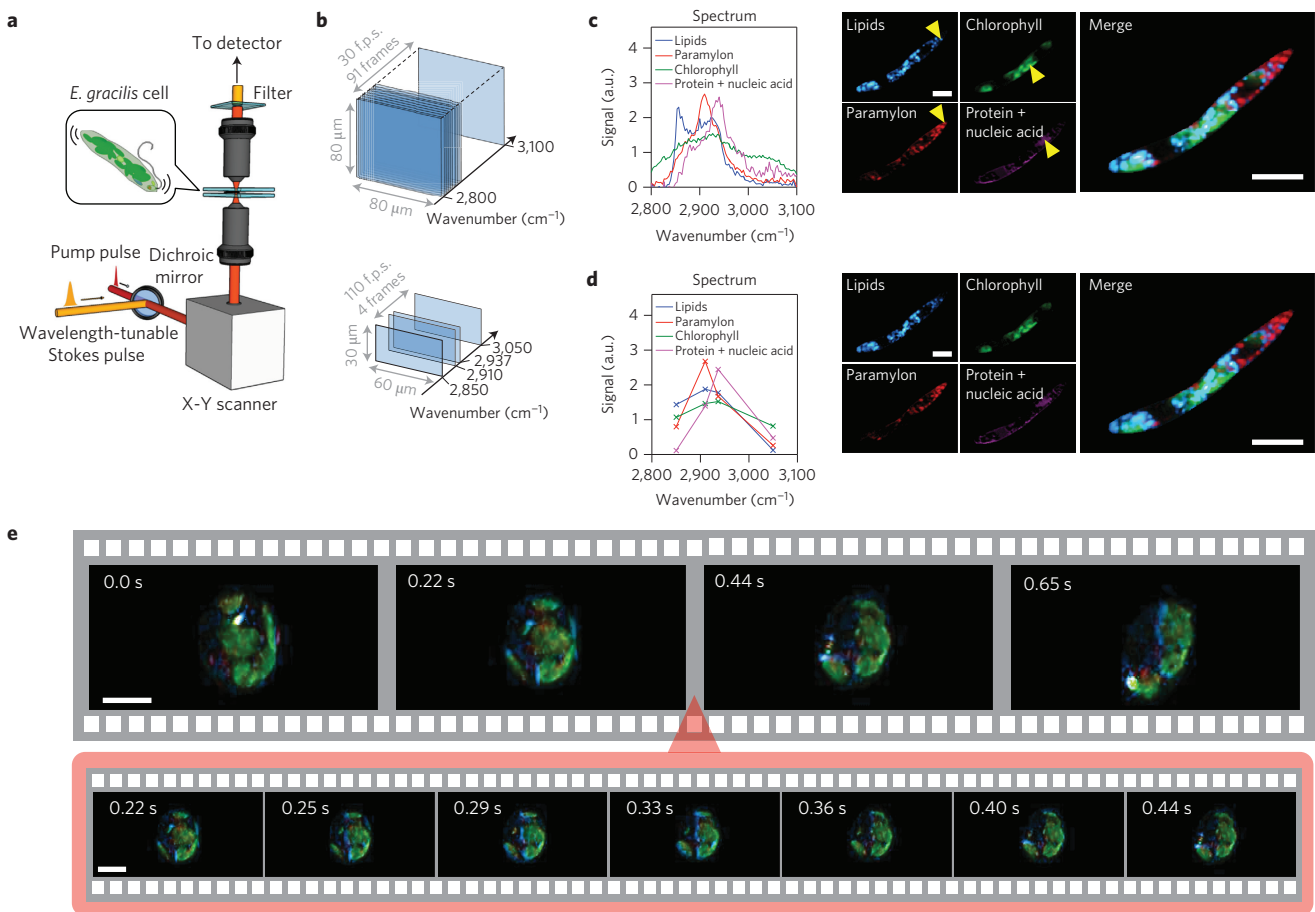 a
To detector
E. gracilis cell
Filter
Pump pulse
Dichroic
mirror
Wavelength-tunable
Stokes pulse
X-Y scanner
b
30 f.p.s.
91 frames
80 μm
80 μm
3,100
2,800
Wavenumber (cm⁻¹)
110 f.p.s.
4 frames
30 μm
60 μm
3,050
2,937
2,910
2,850
Wavenumber (cm⁻¹)
c
Spectrum
Lipids
Paramylon
Chlorophyll
Protein + nucleic acid
Signal (a.u.)
4
3
2
1
0
2,800 2,900 3,000 3,100
Wavenumber (cm⁻¹)
Lipids
Chlorophyll
Paramylon
Protein +
nucleic acid
Merge
d
Spectrum
Lipids
Paramylon
Chlorophyll
Protein + nucleic acid
Signal (a.u.)
4
3
2
1
0
2,800 2,900 3,000 3,100
Wavenumber (cm⁻¹)
Lipids
Chlorophyll
Paramylon
Protein +
nucleic acid
Merge
e
0.0 s
0.22 s
0.44 s
0.65 s
0.22 s
0.25 s
0.29 s
0.33 s
0.36 s
0.40 s
0.44 s